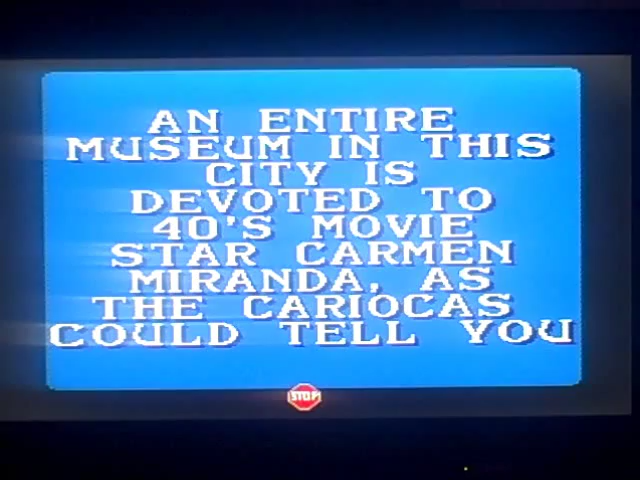 AN ENTIRE
MUSEUM IN THIS
CITY IS
DEVOTED TO
40'S MOVIE
STAR CARMEN
MIRANDA, AS
THE CARIOCAS
COULD TELL YOU
STOP